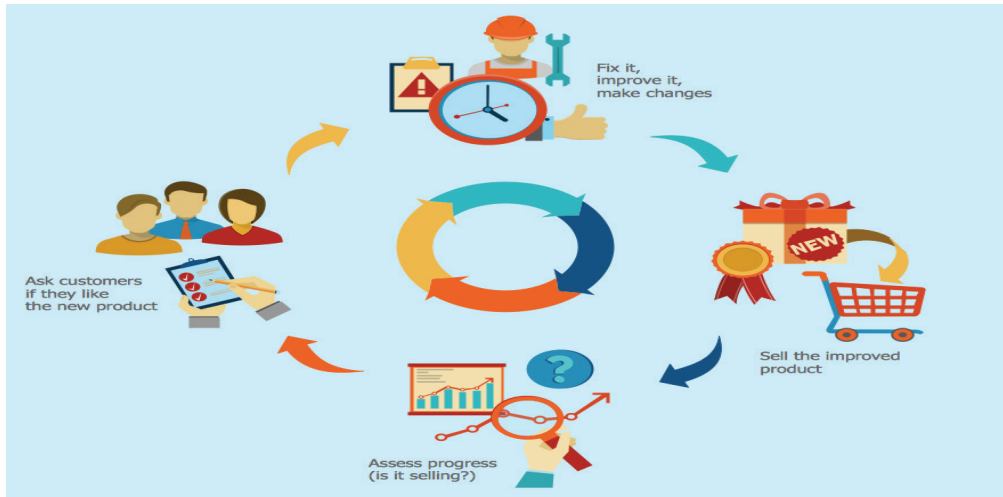 Fix it,
improve it,
make changes
NEW
Sell the improved
product
Assess progress
(is it selling?)
Ask customers
if they like
the new product
?